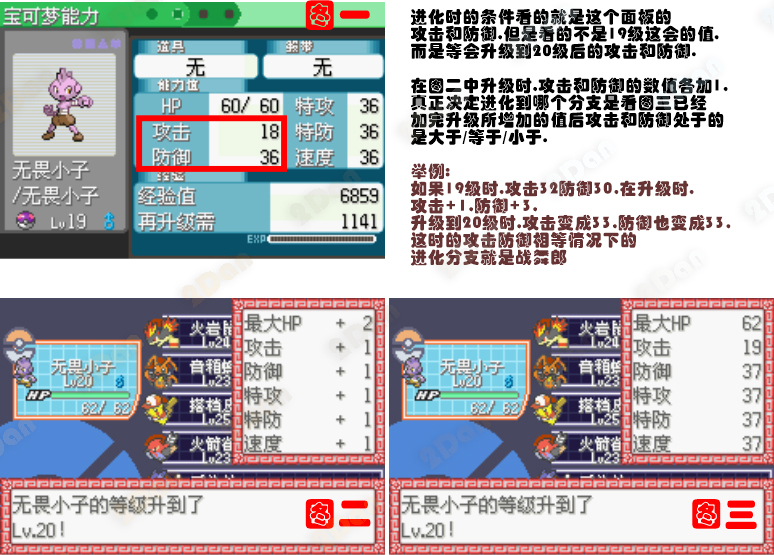 宝可梦能力
图一
道具
报带
无
无
能力值
HP 60/ 60 特攻 36
攻击 18 特防 36
防御 36 速度 36
无畏小子
/无畏小子
Lv19
经验
经验值 6859
再升级需 1141
EXP
进化时的条件看的就是这个面板的
攻击和防御.但是看的不是19级这会的值.
而是等会升级到20级后的攻击和防御.
在图二中升级时.攻击和防御的数值各加1.
真正决定进化到哪个分支是看图三已经
加完升级所增加的值后攻击和防御处于的
是大于/等于/小于.
举例:
如果19级时.攻击32防御30.在升级时.
攻击+1.防御+3.
升级到20级时.攻击变成33.防御也变成33.
这时的攻击防御相等情况下的
进化分支就是战舞郎
无畏小子
Lv20
HP
62/ 62
火岩
Lv24
音箱
Lv23
搭档
Lv25
火箭
Lv23
最大HP + 2
攻击 + 1
防御 + 1
特攻 + 1
特防 + 1
速度 + 1
无畏小子的等级升到了
Lv.20!
图二
无畏小子
Lv20
HP
62/ 62
火岩
Lv24
音箱
Lv23
搭档
Lv25
火箭
Lv23
最大HP 62
攻击 19
防御 37
特攻 37
特防 37
速度 37
无畏小子的等级升到了
Lv.20!
图三